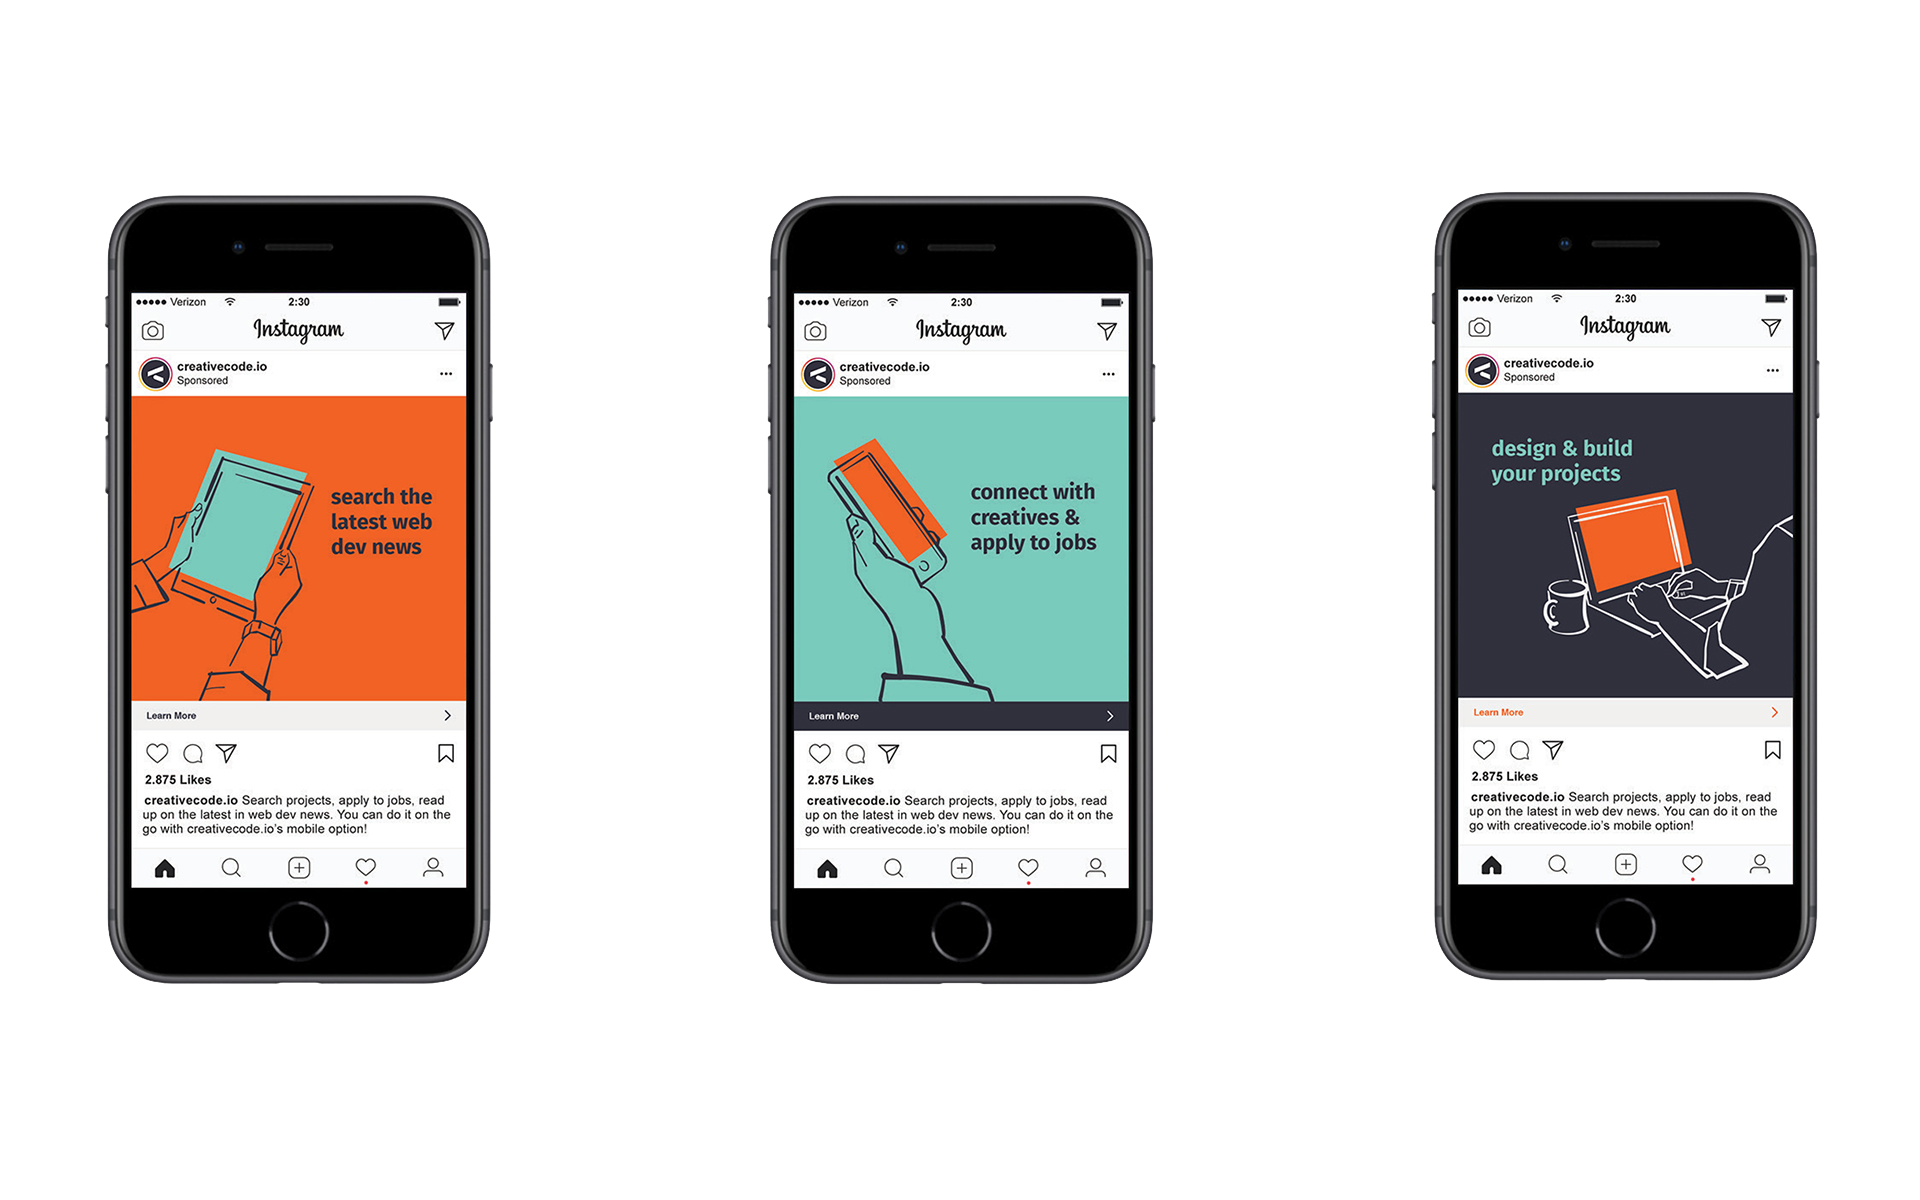 Verizon 2:30
Instagram
creativecode.io
Sponsored
search the
latest web
dev news
Learn More
2.875 Likes
creativecode.io Search projects, apply to jobs, read
up on the latest in web dev news. You can do it on the
go with creativecode.io’s mobile option!
Verizon 2:30
Instagram
creativecode.io
Sponsored
connect with
creatives &
apply to jobs
Learn More
2.875 Likes
creativecode.io Search projects, apply to jobs, read
up on the latest in web dev news. You can do it on the
go with creativecode.io’s mobile option!
Verizon 2:30
Instagram
creativecode.io
Sponsored
design & build
your projects
Learn More
2.875 Likes
creativecode.io Search projects, apply to jobs, read
up on the latest in web dev news. You can do it on the
go with creativecode.io’s mobile option!